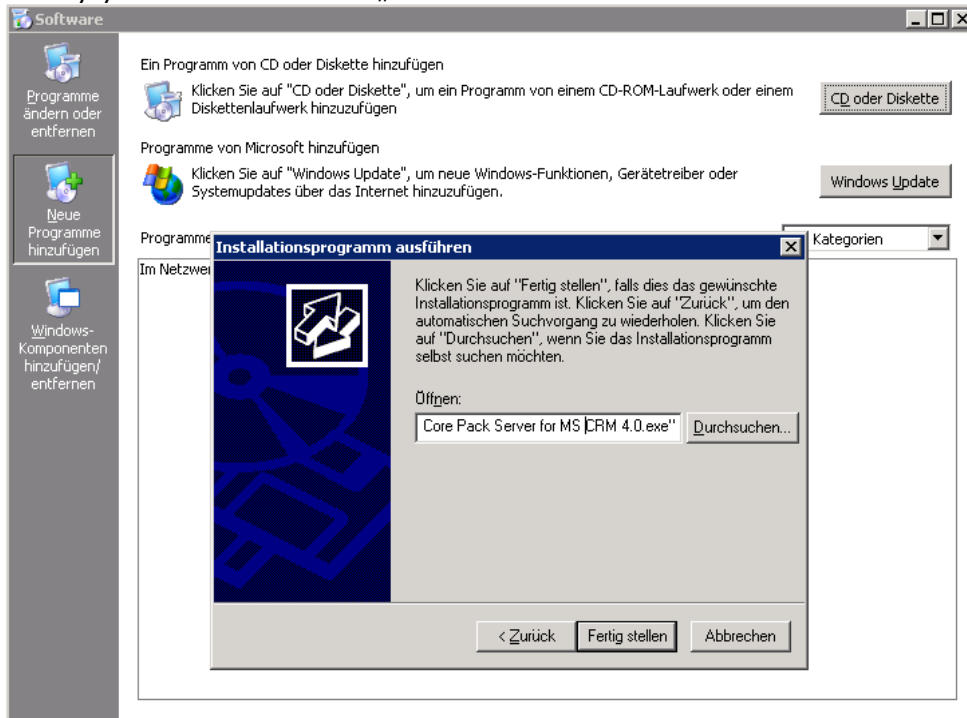 Software
Programme
ändern oder
entfernen
Neue
Programme
hinzufügen
Windows-
Komponenten
hinzufügen/
entfernen
Ein Programm von CD oder Diskette hinzufügen
Klicken Sie auf "CD oder Diskette", um ein Programm von einem CD-ROM-Laufwerk oder einem
Diskettenlaufwerk hinzuzufügen
CD oder Diskette
Programme von Microsoft hinzufügen
Klicken Sie auf "Windows Update", um neue Windows-Funktionen, Gerätetreiber oder
Systemupdates über das Internet hinzuzufügen.
Windows Update
Programme
Kategorien
Im Netzwer
Installationsprogramm ausführen
Klicken Sie auf "Fertig stellen", falls dies das gewünschte
Installationsprogramm ist. Klicken Sie auf "Zurück", um den
automatischen Suchvorgang zu wiederholen. Klicken Sie
auf "Durchsuchen", wenn Sie das Installationsprogramm
selbst suchen möchten.
Öffnen:
Core Pack Server for MS CRM 4.0.exe"
Durchsuchen...
< Zurück
Fertig stellen
Abbrechen